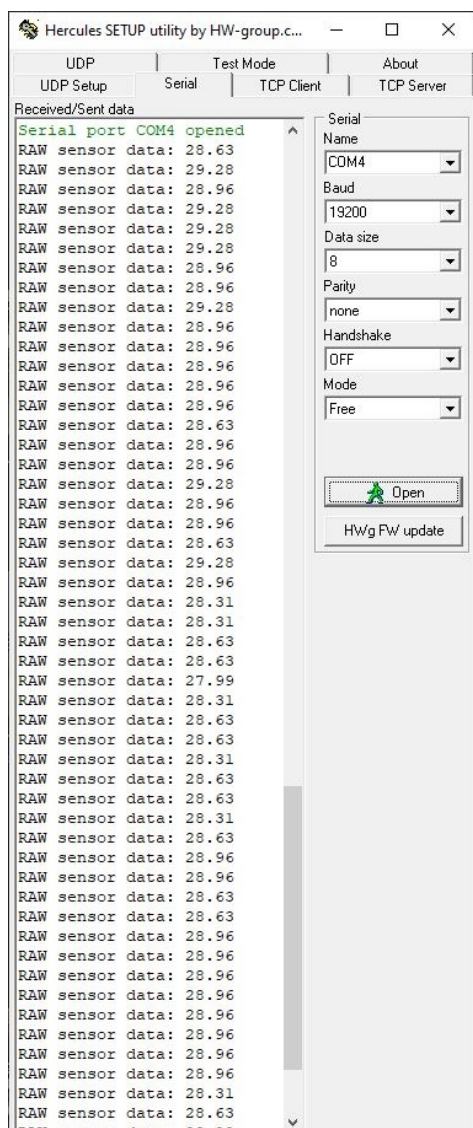 Hercules SETUP utility by HW-group.c...
UDP Test Mode About
UDP Setup Serial TCP Client TCP Server
Received/Sent data
Serial port COM4 opened
RAW sensor data: 28.63
RAW sensor data: 29.28
RAW sensor data: 28.96
RAW sensor data: 29.28
RAW sensor data: 29.28
RAW sensor data: 29.28
RAW sensor data: 28.96
RAW sensor data: 28.96
RAW sensor data: 29.28
RAW sensor data: 28.96
RAW sensor data: 28.96
RAW sensor data: 28.96
RAW sensor data: 28.96
RAW sensor data: 28.96
RAW sensor data: 28.63
RAW sensor data: 28.96
RAW sensor data: 28.96
RAW sensor data: 29.28
RAW sensor data: 28.96
RAW sensor data: 28.96
RAW sensor data: 28.63
RAW sensor data: 29.28
RAW sensor data: 28.96
RAW sensor data: 28.31
RAW sensor data: 28.31
RAW sensor data: 28.63
RAW sensor data: 28.63
RAW sensor data: 27.99
RAW sensor data: 28.31
RAW sensor data: 28.63
RAW sensor data: 28.63
RAW sensor data: 28.31
RAW sensor data: 28.63
RAW sensor data: 28.63
RAW sensor data: 28.31
RAW sensor data: 28.63
RAW sensor data: 28.96
RAW sensor data: 28.96
RAW sensor data: 28.63
RAW sensor data: 28.63
RAW sensor data: 28.96
RAW sensor data: 28.96
RAW sensor data: 28.96
RAW sensor data: 28.96
RAW sensor data: 28.96
RAW sensor data: 28.96
RAW sensor data: 28.96
RAW sensor data: 28.31
RAW sensor data: 28.63
Serial
Name
COM4
Baud
19200
Data size
8
Parity
none
Handshake
OFF
Mode
Free
Open
HWg FW update